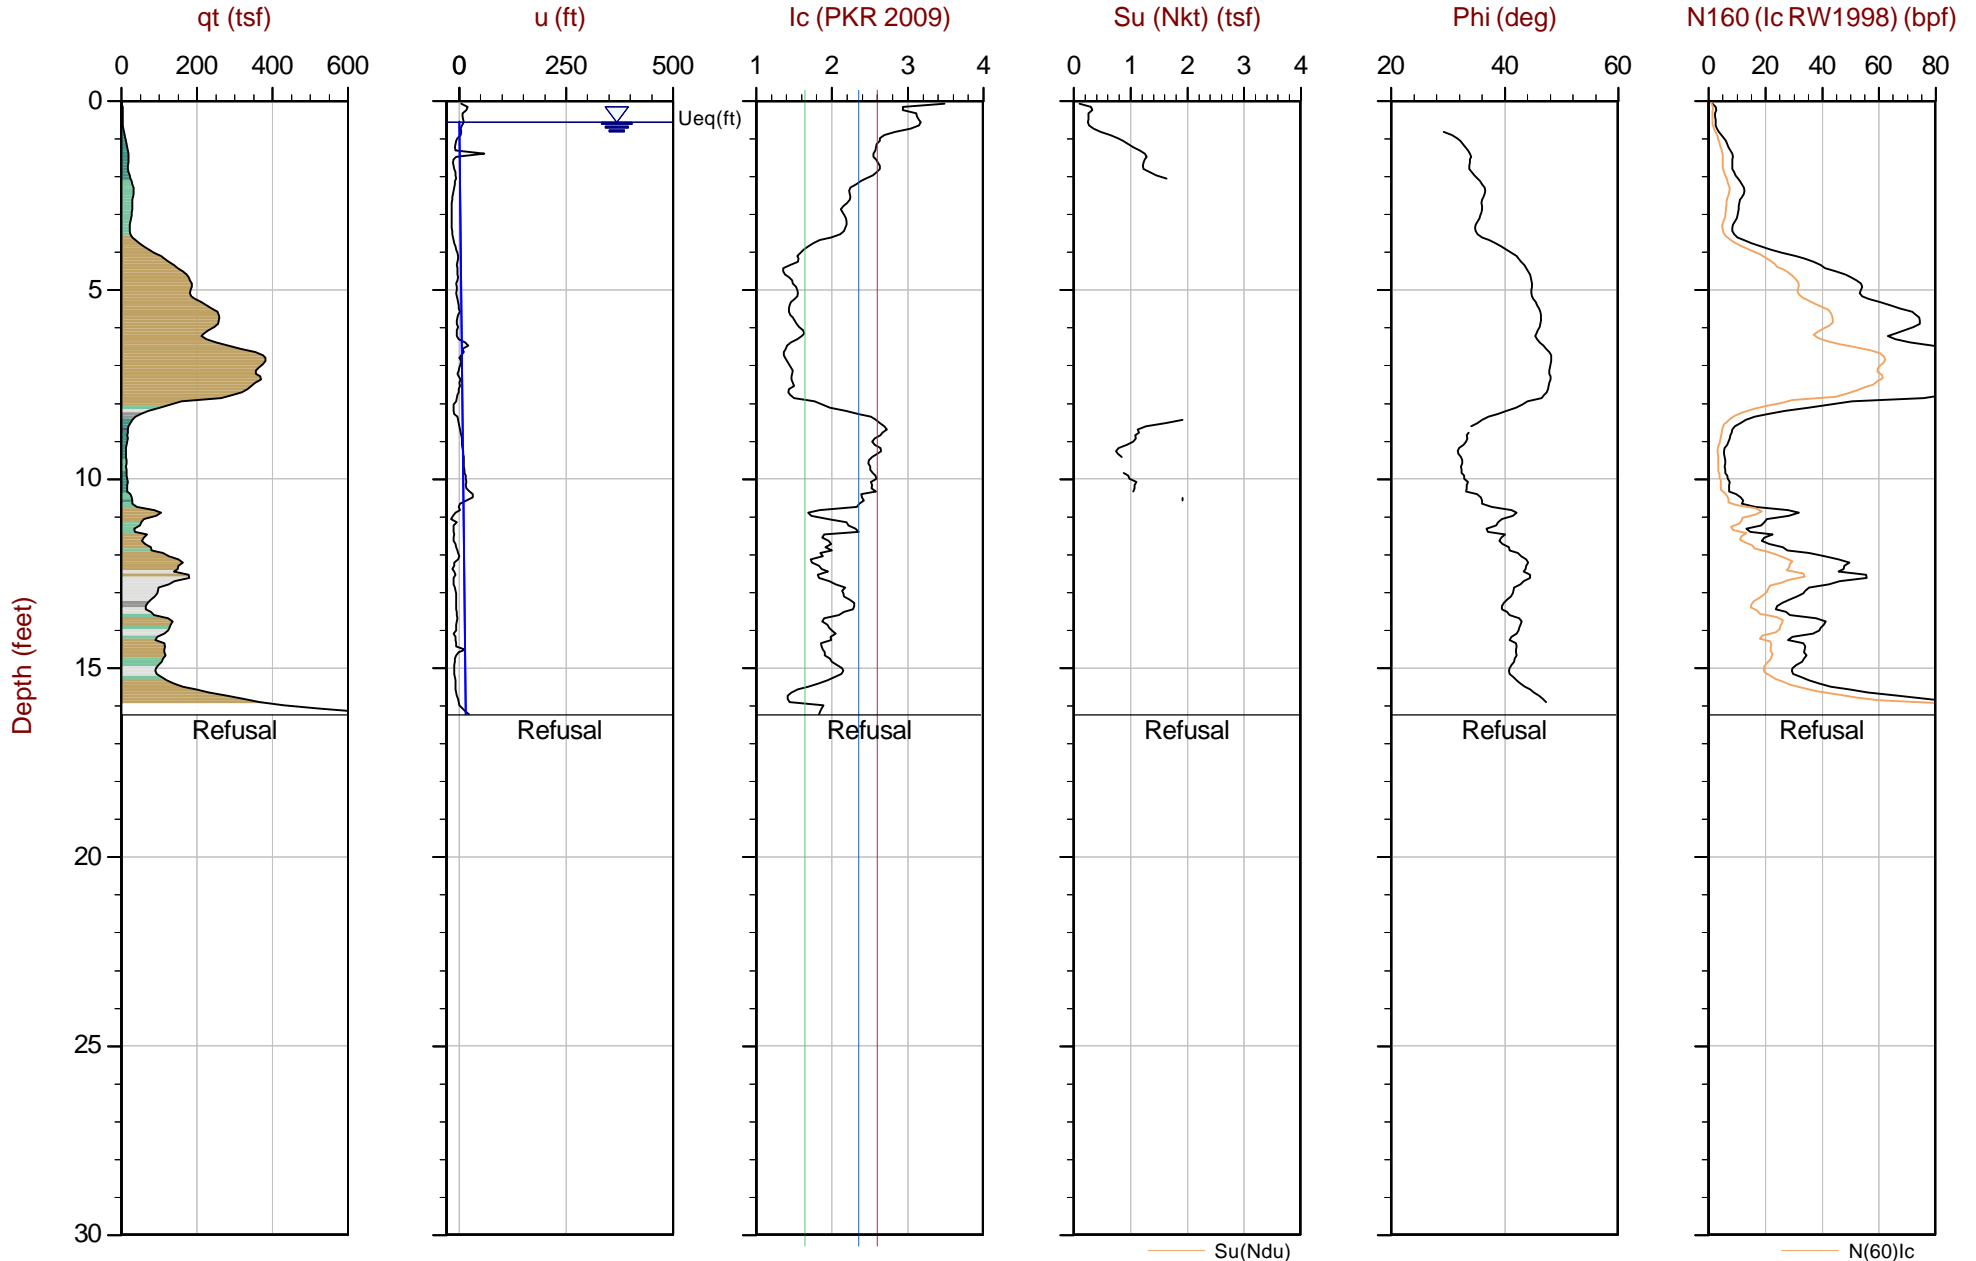 qt (tsf) u (ft) Ic (PKR 2009) Su (Nkt) (tsf) Phi (deg) N160 (Ic RW1998) (bpf)
0 200 400 600 0 250 500 1 2 3 4 0 1 2 3 4 20 40 60 0 20 40 60 80
0
Ueq(ft)
5
10
15
Depth (feet)
Refusal Refusal Refusal Refusal Refusal Refusal
20
25
30
Su(Ndu) N(60)Ic